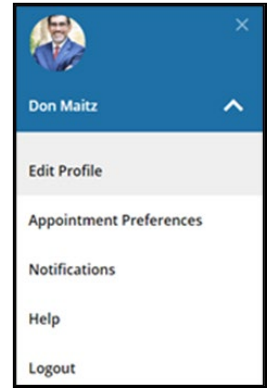 Don Maitz
Edit Profile
Appointment Preferences
Notifications
Help
Logout